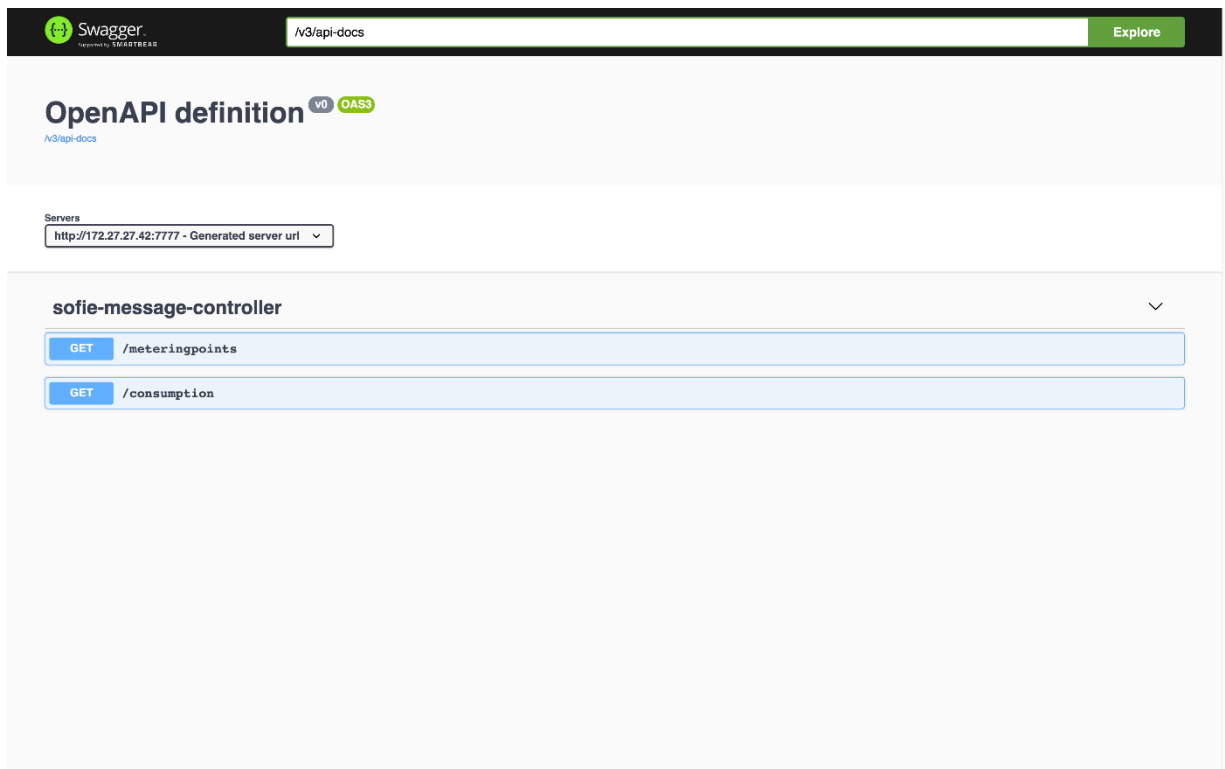 Swagger.
Supported by SMARTBEAR
/v3/api-docs
Explore
OpenAPI definition v0 OAS3
/v3/api-docs
Servers
http://172.27.27.42:7777 - Generated server url
sofie-message-controller
GET /meteringpoints
GET /consumption